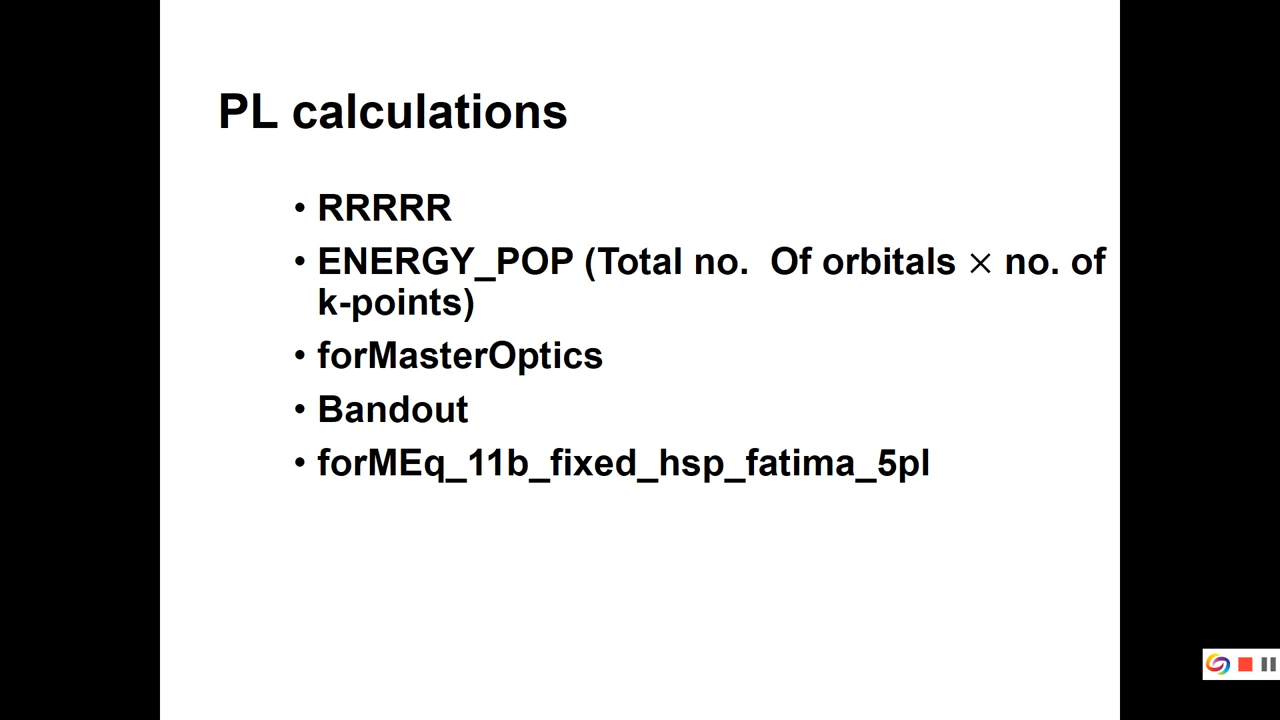 PL calculations
• RRRRR
• ENERGY_POP (Total no.  Of orbitals × no. of
k-points)
• forMasterOptics
• Bandout
• forMEq_11b_fixed_hsp_fatima_5pl